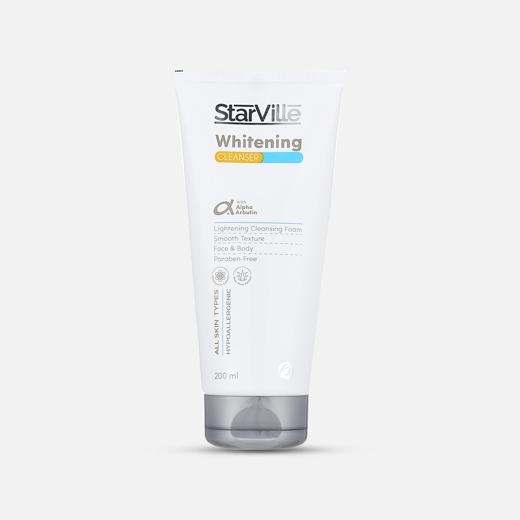 StarVille
Whitening
CLEANSER
with
Alpha
Arbutin
Lightening Cleansing Foam
Smooth Texture
Face & Body
Paraben-Free
ALL SKIN TYPES
HYPOALLERGENIC
200 ml